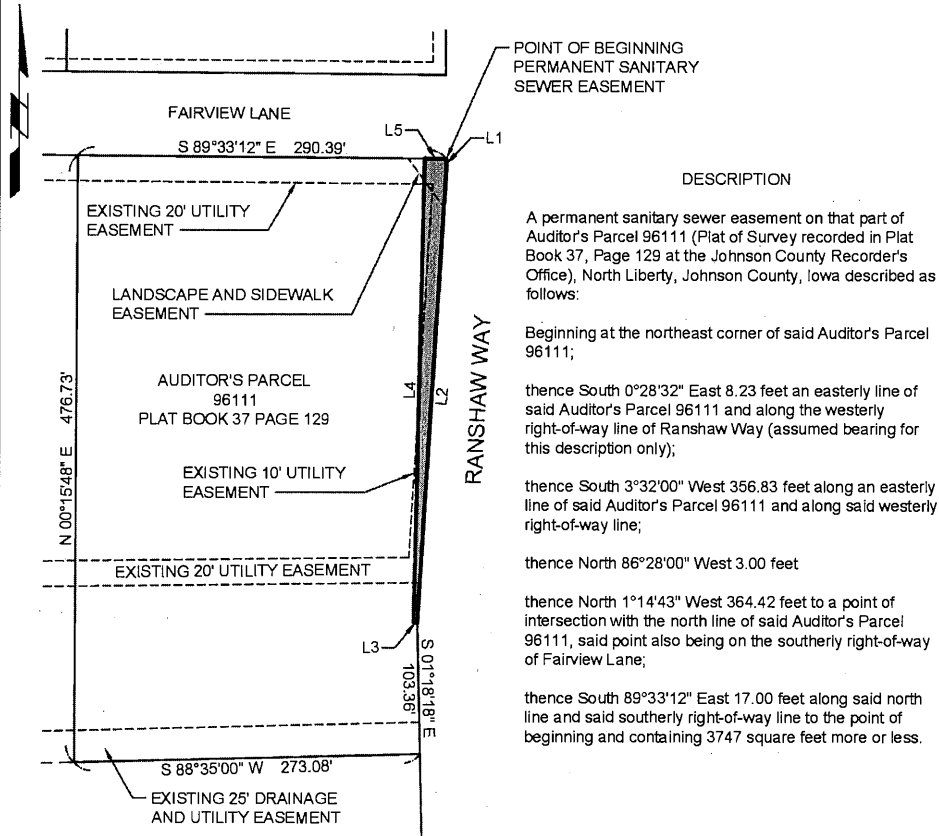 POINT OF BEGINNING
PERMANENT SANITARY
SEWER EASEMENT
FAIRVIEW LANE
L5
L1
S 89°33'12" E 290.39'
EXISTING 20' UTILITY
EASEMENT
LANDSCAPE AND SIDEWALK
EASEMENT
N 00°15'48" E 476.73'
AUDITOR'S PARCEL
96111
PLAT BOOK 37 PAGE 129
L4
L2
RANSHAW WAY
EXISTING 10' UTILITY
EASEMENT
EXISTING 20' UTILITY EASEMENT
L3
S 01°18'18" E
103.36'
S 88°35'00" W 273.08'
EXISTING 25' DRAINAGE
AND UTILITY EASEMENT
DESCRIPTION
A permanent sanitary sewer easement on that part of
Auditor's Parcel 96111 (Plat of Survey recorded in Plat
Book 37, Page 129 at the Johnson County Recorder's
Office), North Liberty, Johnson County, Iowa described as
follows:
Beginning at the northeast corner of said Auditor's Parcel
96111;
thence South 0°28'32" East 8.23 feet an easterly line of
said Auditor's Parcel 96111 and along the westerly
right-of-way line of Ranshaw Way (assumed bearing for
this description only);
thence South 3°32'00" West 356.83 feet along an easterly
line of said Auditor's Parcel 96111 and along said westerly
right-of-way line;
thence North 86°28'00" West 3.00 feet
thence North 1°14'43" West 364.42 feet to a point of
intersection with the north line of said Auditor's Parcel
96111, said point also being on the southerly right-of-way
of Fairview Lane;
thence South 89°33'12" East 17.00 feet along said north
line and said southerly right-of-way line to the point of
beginning and containing 3747 square feet more or less.